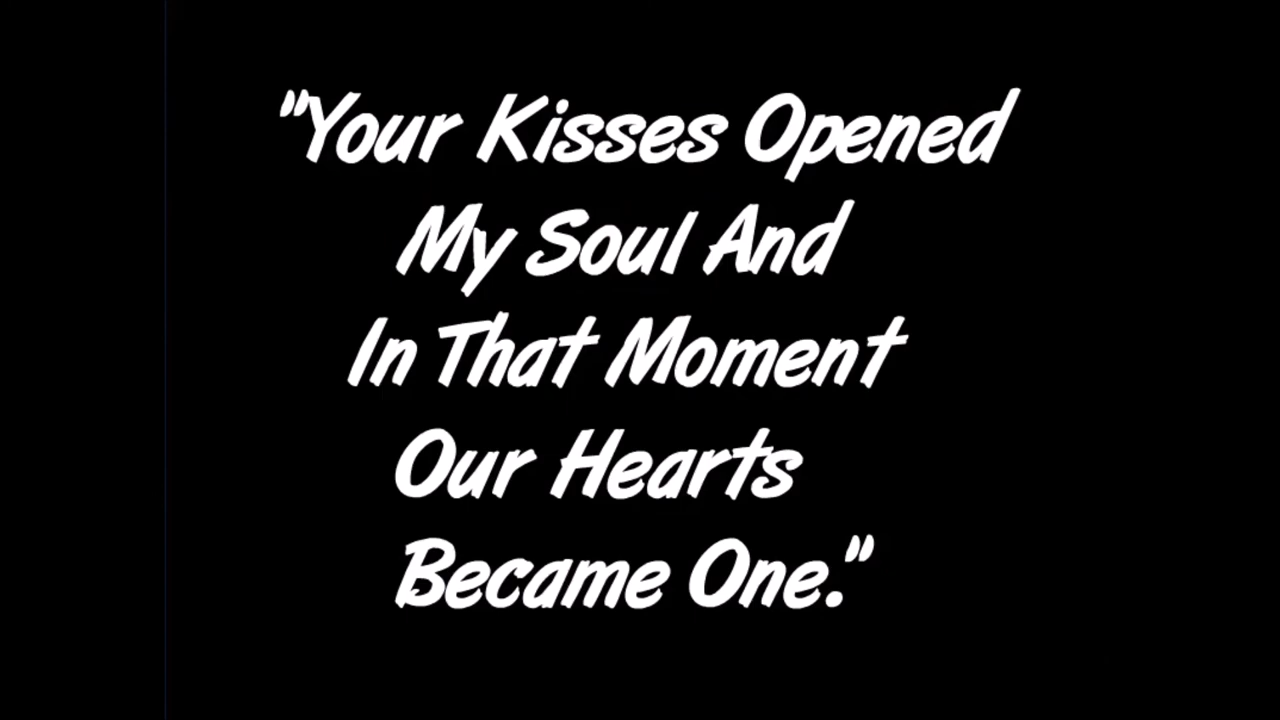 "Your Kisses Opened
My Soul And
In That Moment
Our Hearts
Became One."